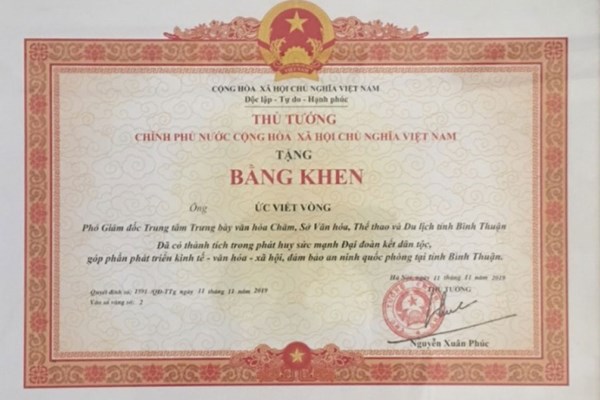 CỘNG HÒA XÃ HỘI CHỦ NGHĨA VIỆT NAM
Độc lập - Tự do - Hạnh phúc
THỦ TƯỚNG
CHÍNH PHỦ NƯỚC CỘNG HÒA XÃ HỘI CHỦ NGHĨA VIỆT NAM
TẶNG
BẰNG KHEN
Ông ỨC VIẾT VÒNG
Phó Giám đốc Trung tâm Trưng bày văn hóa Chăm, Sở Văn hóa, Thể thao và Du lịch tỉnh Bình Thuận
Đã có thành tích trong phát huy sức mạnh Đại đoàn kết dân tộc,
góp phần phát triển kinh tế - văn hóa - xã hội, đảm bảo an ninh quốc phòng tại tỉnh Bình Thuận.
Hà Nội, ngày 11 tháng 11 năm 2019
Quyết định số: /QĐ-TTg ngày 11 tháng 11 năm 2019
Vào sổ vàng số: 2
THỦ TƯỚNG
Nguyễn Xuân Phúc